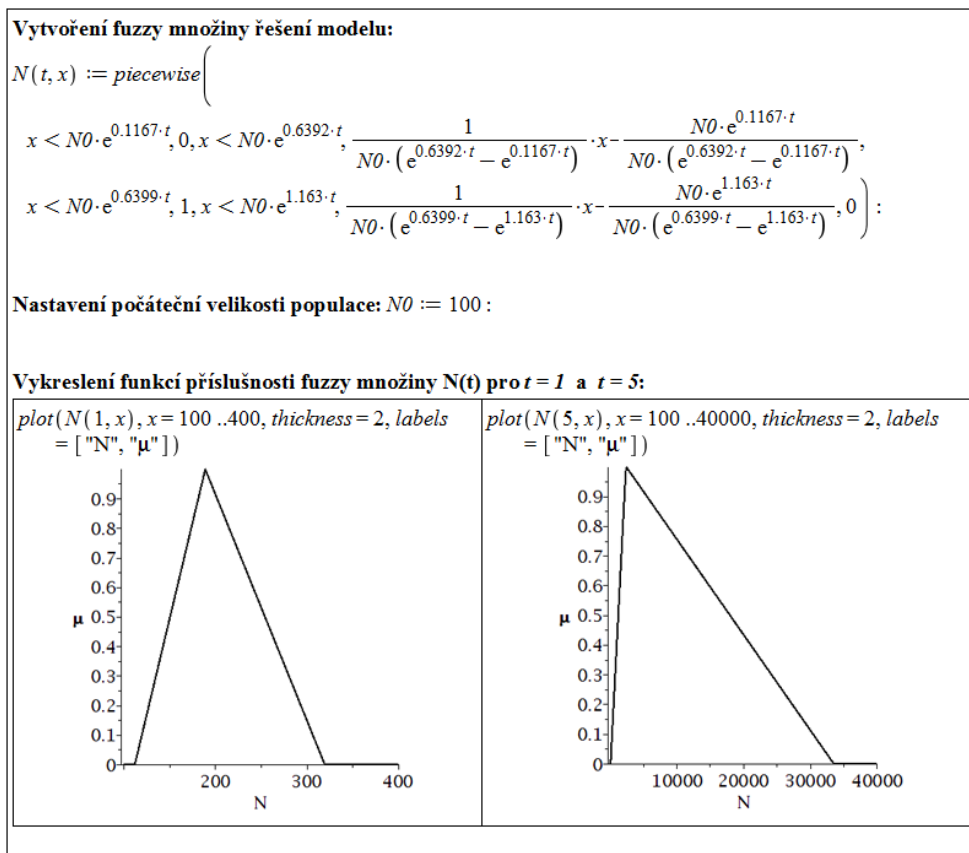 Vytvoření fuzzy množiny řešení modelu:
N(t, x) := piecewise(
x < N0·e^{0.1167·t}, 0, x < N0·e^{0.6392·t}, \frac{1}{N0·(e^{0.6392·t} − e^{0.1167·t})}·x − \frac{N0·e^{0.1167·t}}{N0·(e^{0.6392·t} − e^{0.1167·t})},
x < N0·e^{0.6399·t}, 1, x < N0·e^{1.163·t}, \frac{1}{N0·(e^{0.6399·t} − e^{1.163·t})}·x − \frac{N0·e^{1.163·t}}{N0·(e^{0.6399·t} − e^{1.163·t})}, 0) :
Nastavení počáteční velikosti populace: N0 := 100 :
Vykreslení funkcí příslušnosti fuzzy množiny N(t) pro t = 1 a t = 5:
plot(N(1, x), x = 100 ..400, thickness = 2, labels
= ["N", "μ"])
0.9
0.8
0.7
0.6
μ 0.5
0.4
0.3
0.2
0.1
0
200 300 400
N
plot(N(5, x), x = 100 ..40000, thickness = 2, labels
= ["N", "μ"])
0.9
0.8
0.7
0.6
μ 0.5
0.4
0.3
0.2
0.1
0
10000 20000 30000 40000
N